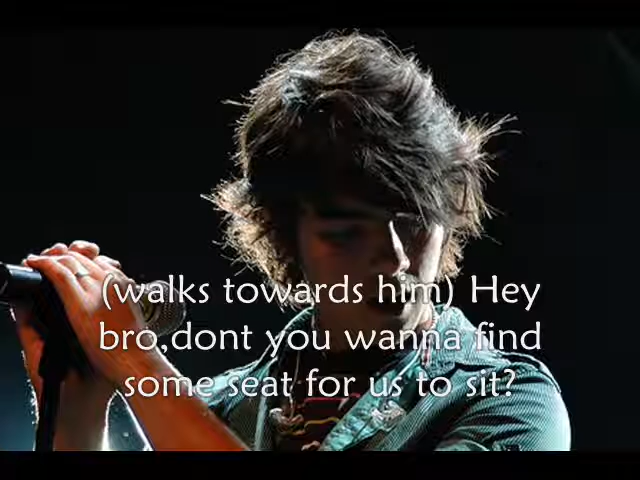 (walks towards him) Hey
bro,dont you wanna find
some seat for us to sit?